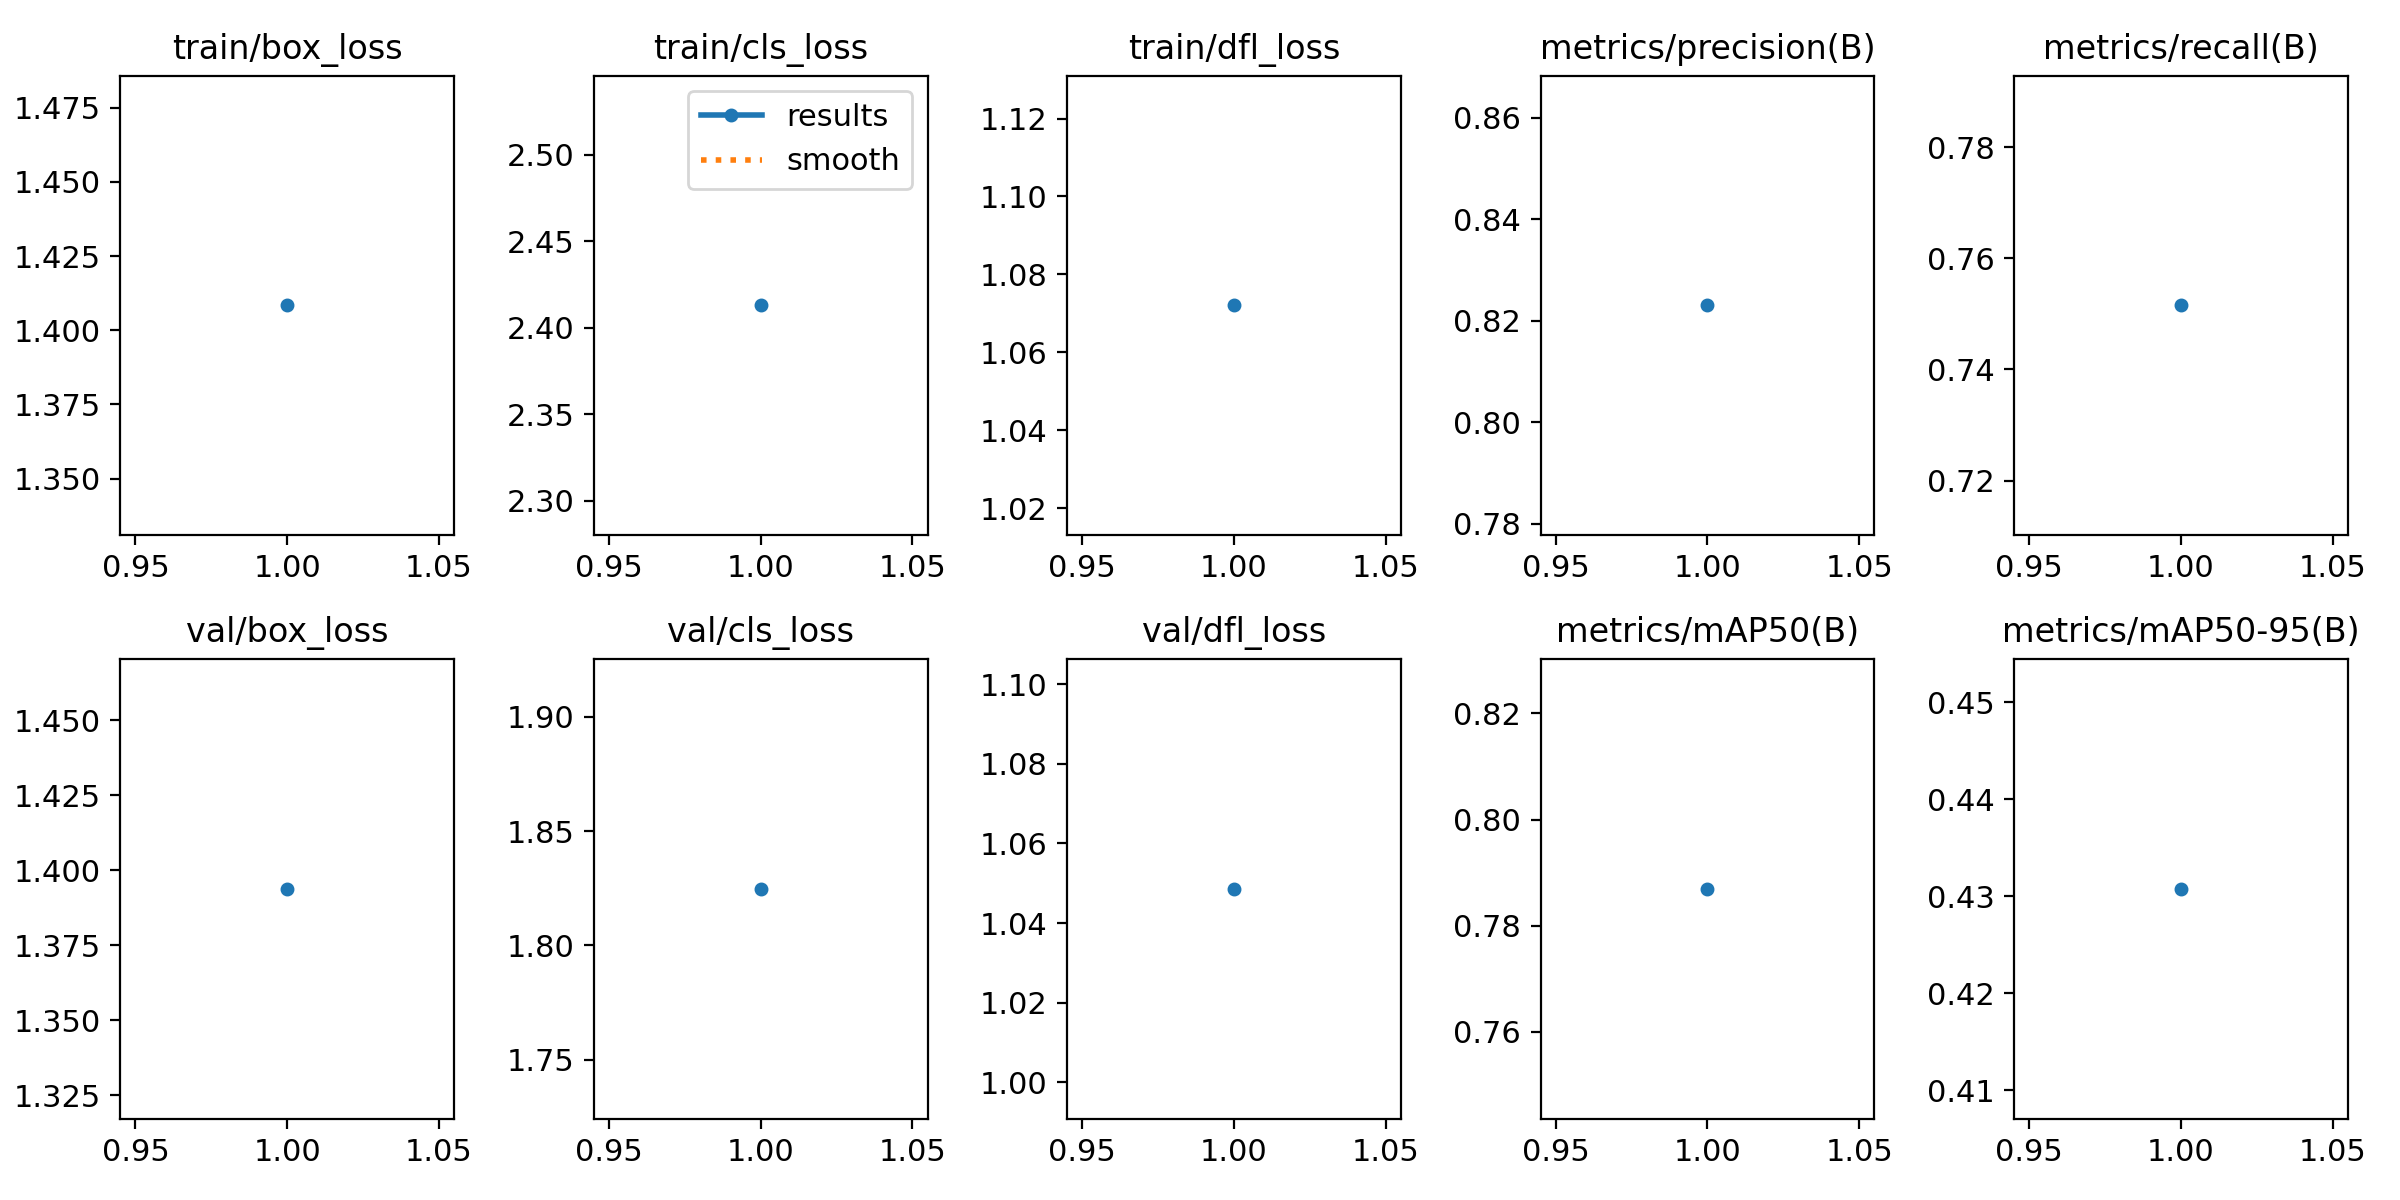 train/box_loss
1.475
1.450
1.425
1.400
1.375
1.350
0.95 1.00 1.05
train/cls_loss
results
smooth
2.50
2.45
2.40
2.35
2.30
0.95 1.00 1.05
train/dfl_loss
1.12
1.10
1.08
1.06
1.04
1.02
0.95 1.00 1.05
metrics/precision(B)
0.86
0.84
0.82
0.80
0.78
0.95 1.00 1.05
metrics/recall(B)
0.78
0.76
0.74
0.72
0.95 1.00 1.05
val/box_loss
1.450
1.425
1.400
1.375
1.350
1.325
0.95 1.00 1.05
val/cls_loss
1.90
1.85
1.80
1.75
0.95 1.00 1.05
val/dfl_loss
1.10
1.08
1.06
1.04
1.02
1.00
0.95 1.00 1.05
metrics/mAP50(B)
0.82
0.80
0.78
0.76
0.95 1.00 1.05
metrics/mAP50-95(B)
0.45
0.44
0.43
0.42
0.41
0.95 1.00 1.05